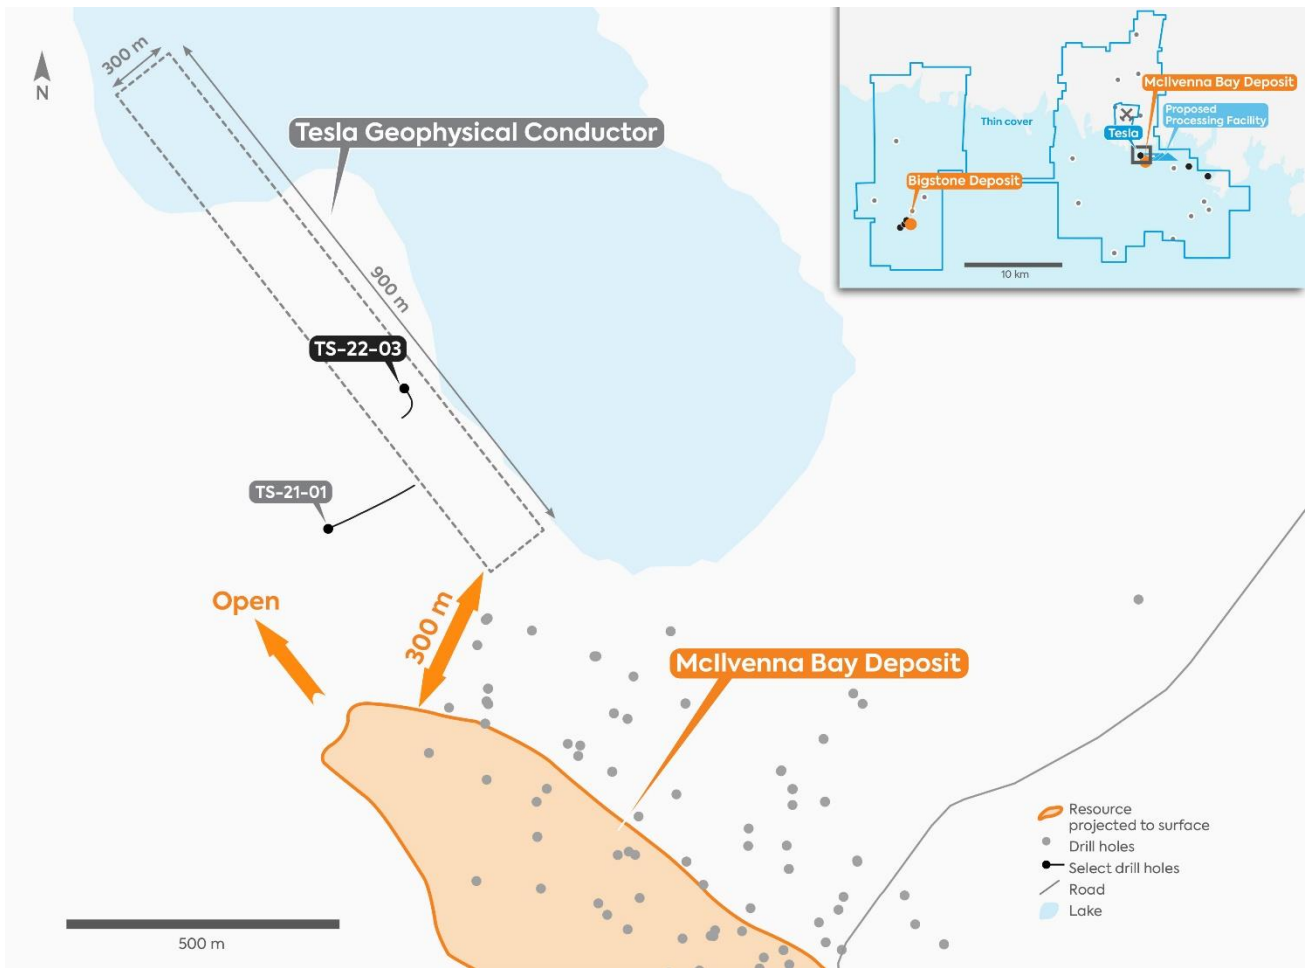 300 m
N
Tesla Geophysical Conductor
900 m
TS-22-03
TS-21-01
Open
300 m
McIlvenna Bay Deposit
500 m
Thin cover
McIlvenna Bay Deposit
Proposed
Processing Facility
Tesla
Bigstone Deposit
10 km
Resource
projected to surface
Drill holes
Select drill holes
Road
Lake